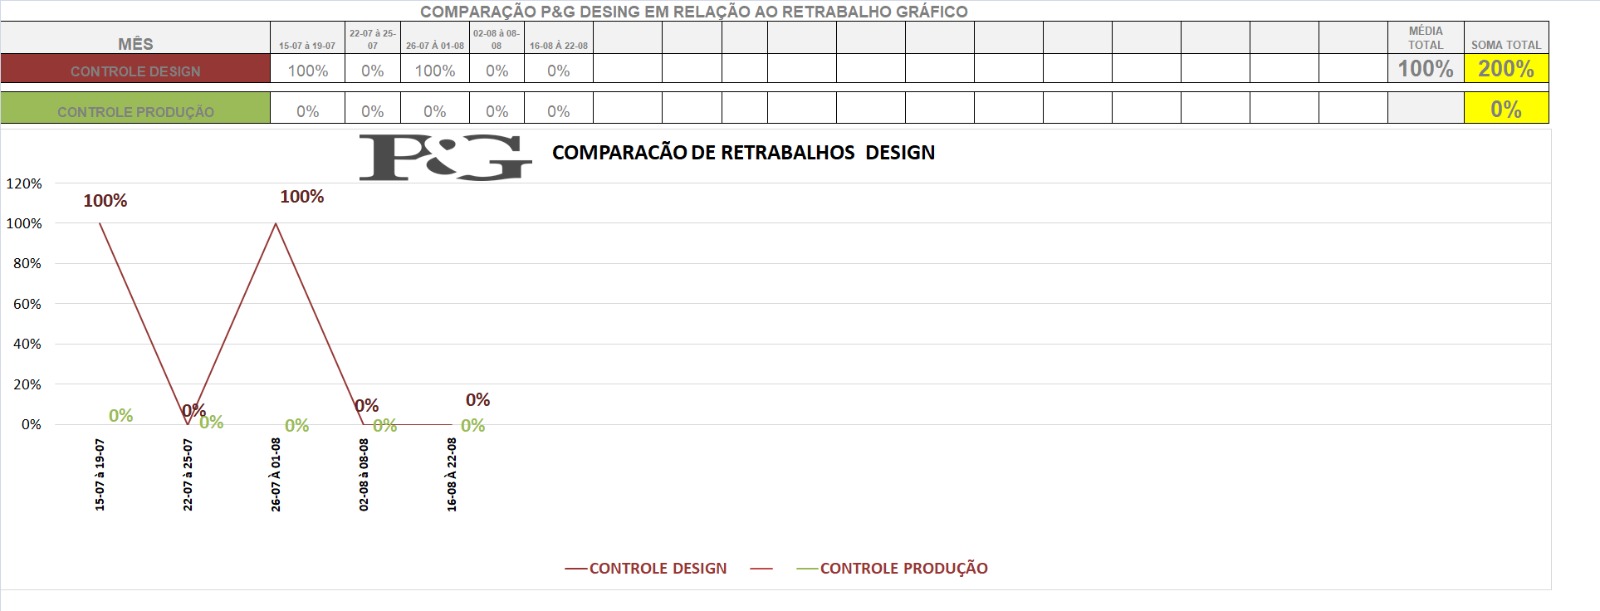 COMPARAÇÃO P&G DESING EM RELAÇÃO AO RETRABALHO GRÁFICO
MÊS 15-07 à 19-07 22-07 à 25-07 26-07 À 01-08 02-08 à 08-08 16-08 À 22-08 MÉDIA TOTAL SOMA TOTAL
CONTROLE DESIGN 100% 0% 100% 0% 0% 100% 200%
CONTROLE PRODUÇÃO 0% 0% 0% 0% 0% 0%
P&G COMPARACÃO DE RETRABALHOS DESIGN
120%
100% 100%
100%
80%
60%
40%
20%
0% 0% 0%
0% 0% 0% 0% 0%
0%
15-07 à 19-07
22-07 à 25-07
26-07 À 01-08
02-08 à 08-08
16-08 À 22-08
CONTROLE DESIGN CONTROLE PRODUÇÃO